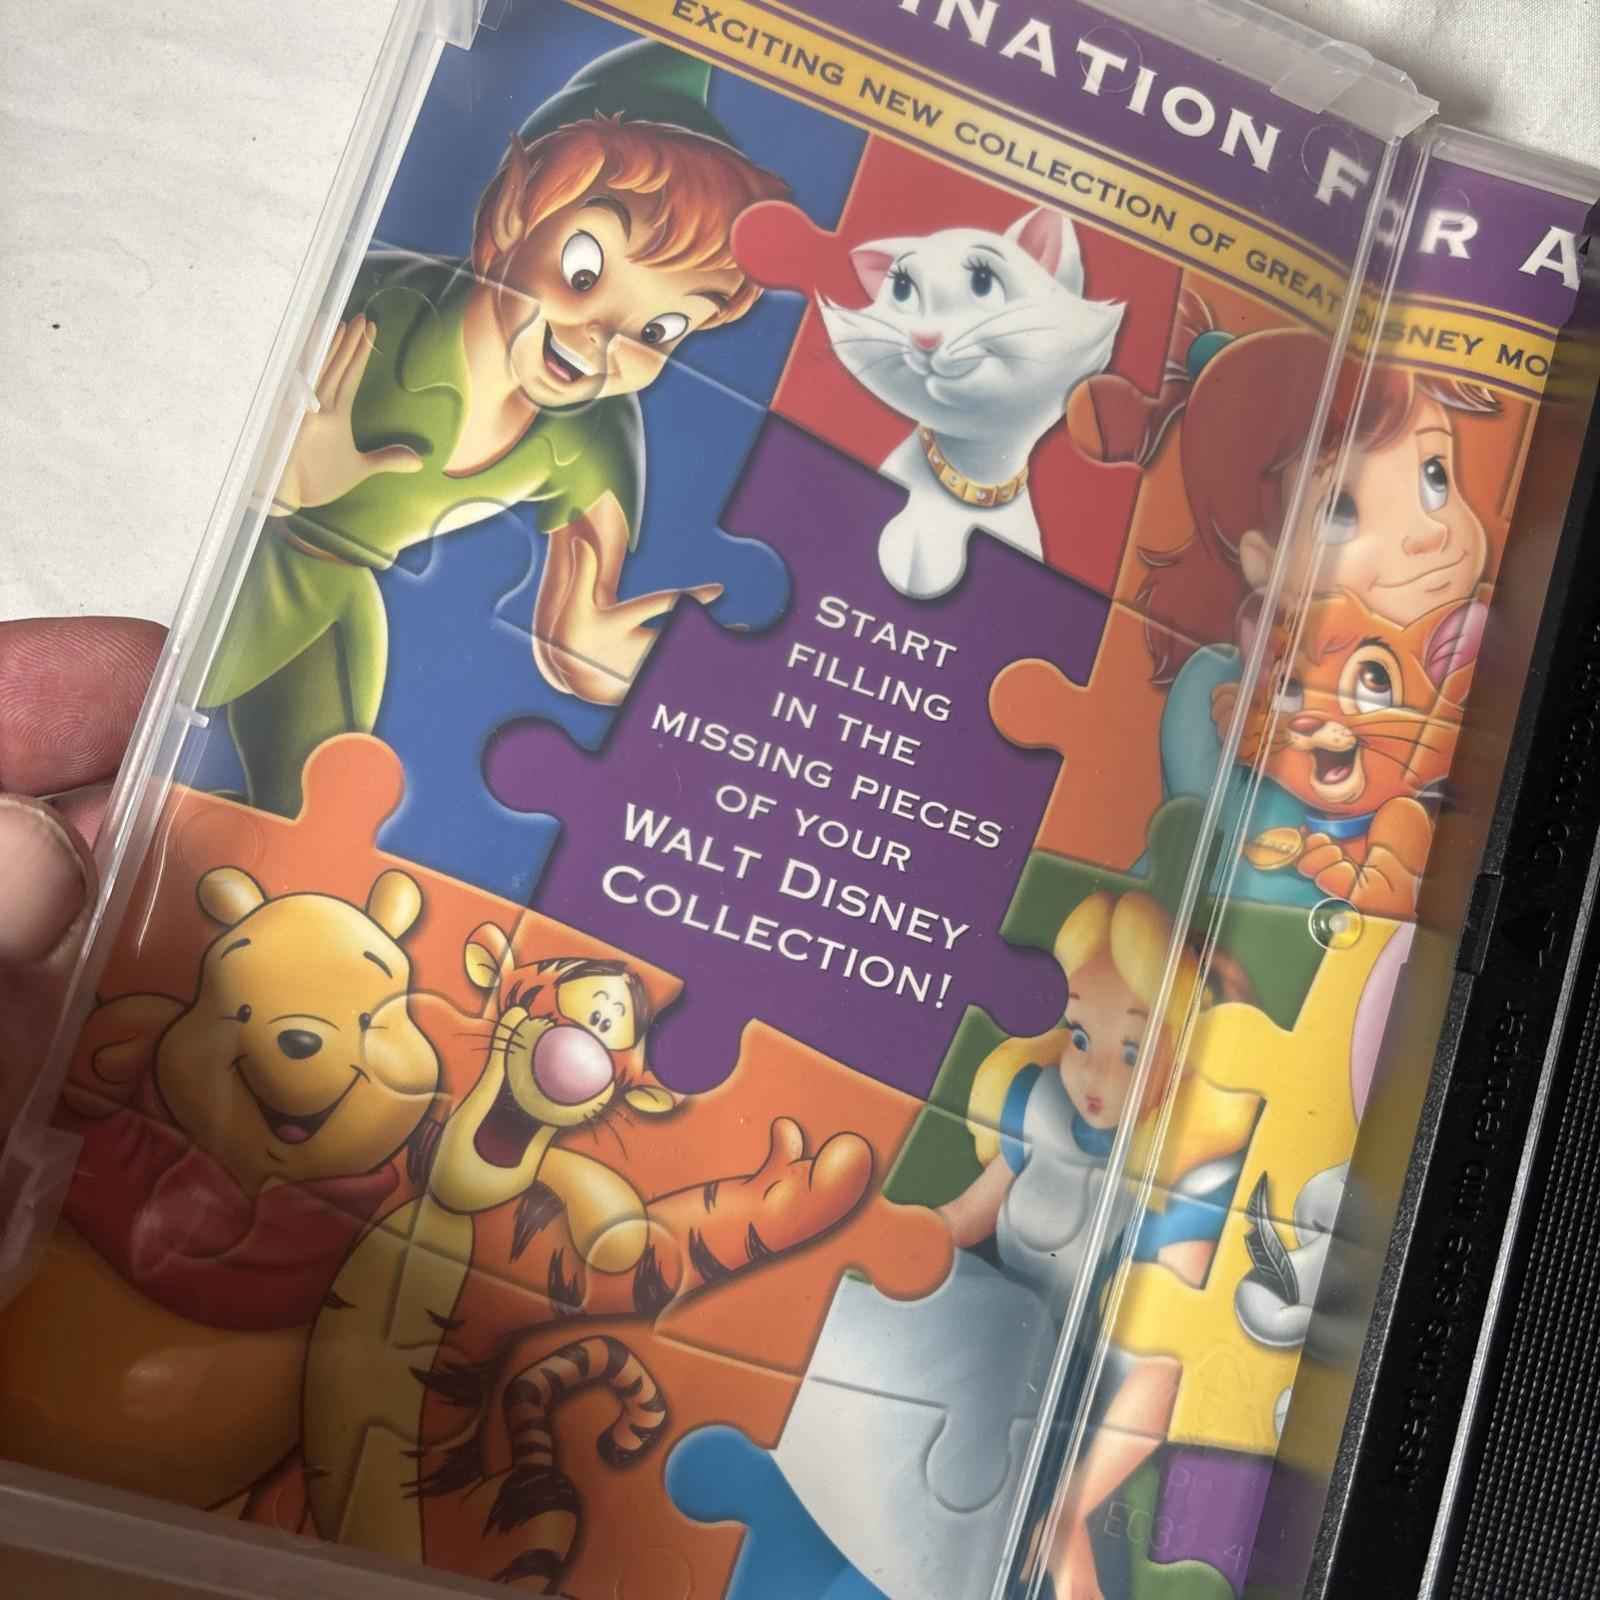 INATION FOR A
EXCITING NEW COLLECTION OF GREAT DISNEY MO
START
FILLING
IN THE
MISSING PIECES
OF YOUR
WALT DISNEY
COLLECTION!